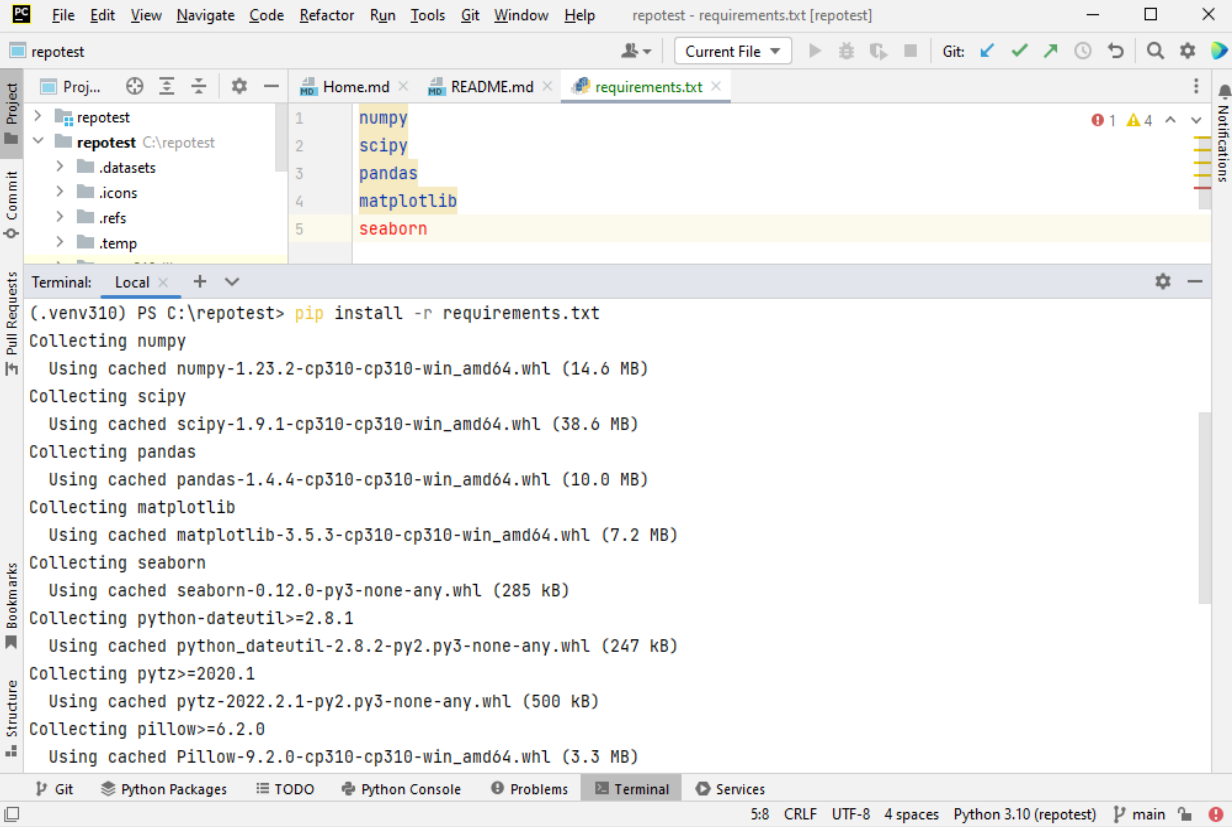 PC File Edit View Navigate Code Refactor Run Tools Git Window Help repotest - requirements.txt [repotest]
repotest Current File Git:
Project Proj... Home.md README.md requirements.txt
repotest
repotest C:\repotest
.datasets
.icons
.refs
.temp
1 numpy 1 4
2 scipy
3 pandas
4 matplotlib
5 seaborn
Notifications
Commit
Pull Requests
Bookmarks
Structure
Terminal: Local
(.venv310) PS C:\repotest> pip install -r requirements.txt
Collecting numpy
Using cached numpy-1.23.2-cp310-cp310-win_amd64.whl (14.6 MB)
Collecting scipy
Using cached scipy-1.9.1-cp310-cp310-win_amd64.whl (38.6 MB)
Collecting pandas
Using cached pandas-1.4.4-cp310-cp310-win_amd64.whl (10.0 MB)
Collecting matplotlib
Using cached matplotlib-3.5.3-cp310-cp310-win_amd64.whl (7.2 MB)
Collecting seaborn
Using cached seaborn-0.12.0-py3-none-any.whl (285 kB)
Collecting python-dateutil>=2.8.1
Using cached python_dateutil-2.8.2-py2.py3-none-any.whl (247 kB)
Collecting pytz>=2020.1
Using cached pytz-2022.2.1-py2.py3-none-any.whl (500 kB)
Collecting pillow>=6.2.0
Using cached Pillow-9.2.0-cp310-cp310-win_amd64.whl (3.3 MB)
Git Python Packages TODO Python Console Problems Terminal Services
5:8 CRLF UTF-8 4 spaces Python 3.10 (repotest) main